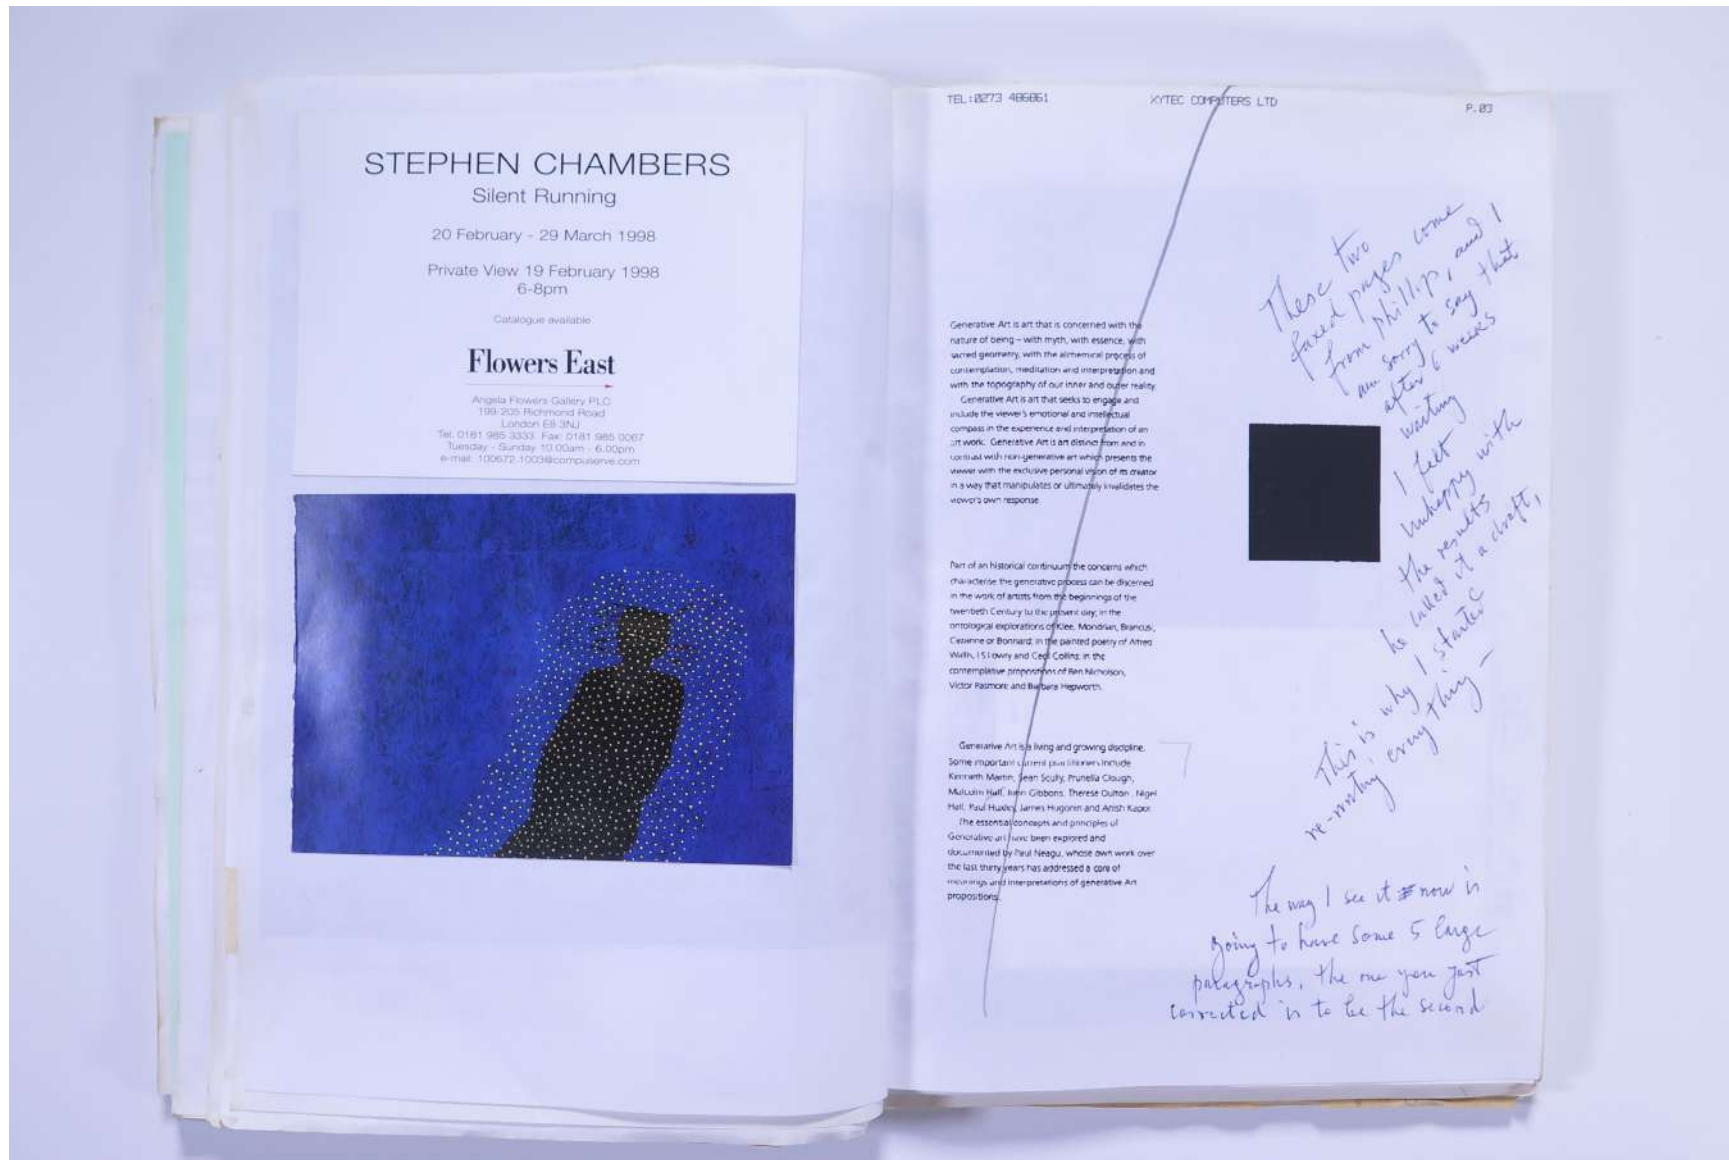 STEPHEN CHAMBERS
Silent Running
20 February - 29 March 1998
Private View 19 February 1998
6-8pm
Catalogue available
Flowers East
Angela Flowers Gallery PLC
199-205 Richmond Road
London E8 3NJ
Tel. 0181 985 3333 Fax: 0181 985 0067
Tuesday - Sunday 10.00am - 6.00pm
e-mail: 100672.1003@compuserve.com
TEL:0273 486861 XYTEC COMPUTERS LTD P.03
Generative Art is art that is concerned with the
nature of being – with myth, with essence, with
sacred geometry, with the alchemical process of
contemplation, meditation and interpretation and
with the topography of our inner and outer reality.
Generative Art is art that seeks to engage and
include the viewer's emotional and intellectual
compass in the experience and interpretation of an
art work. Generative Art is art distinct from and in
contrast with non-generative art which presents the
viewer with the exclusive personal vision of its creator
in a way that manipulates or ultimately invalidates the
viewer's own response.
Part of an historical continuum the concerns which
characterise the generative process can be discerned
in the work of artists from the beginnings of the
twentieth Century to the present day; in the
ontological explorations of Klee, Mondrian, Brancusi,
Cezanne or Bonnard; in the painted poetry of Alfred
Wallis, LS Lowry and Cecil Collins; in the
contemplative propositions of Ben Nicholson,
Victor Pasmore and Barbara Hepworth.
Generative Art is a living and growing discipline.
Some important current practitioners include
Kenneth Martin, Sean Scully, Prunella Clough,
Malcolm Hall, John Gibbons, Therese Oulton, Nigel
Hall, Paul Huxley, James Hugonin and Anish Kapor.
The essential concepts and principles of
Generative art have been explored and
documented by Paul Neagu, whose own work over
the last thirty years has addressed a core of
meanings and interpretations of generative Art
propositions.
These two
faxed pages come
from phillip, and I
am sorry to say that
after 6 weeks
waiting
I felt
unhappy with
the results
he called it a draft,
This is why I started
re-writing every thing –
The way I see it now is
going to have some 5 large
paragraphs, the one you just
corrected is to be the second